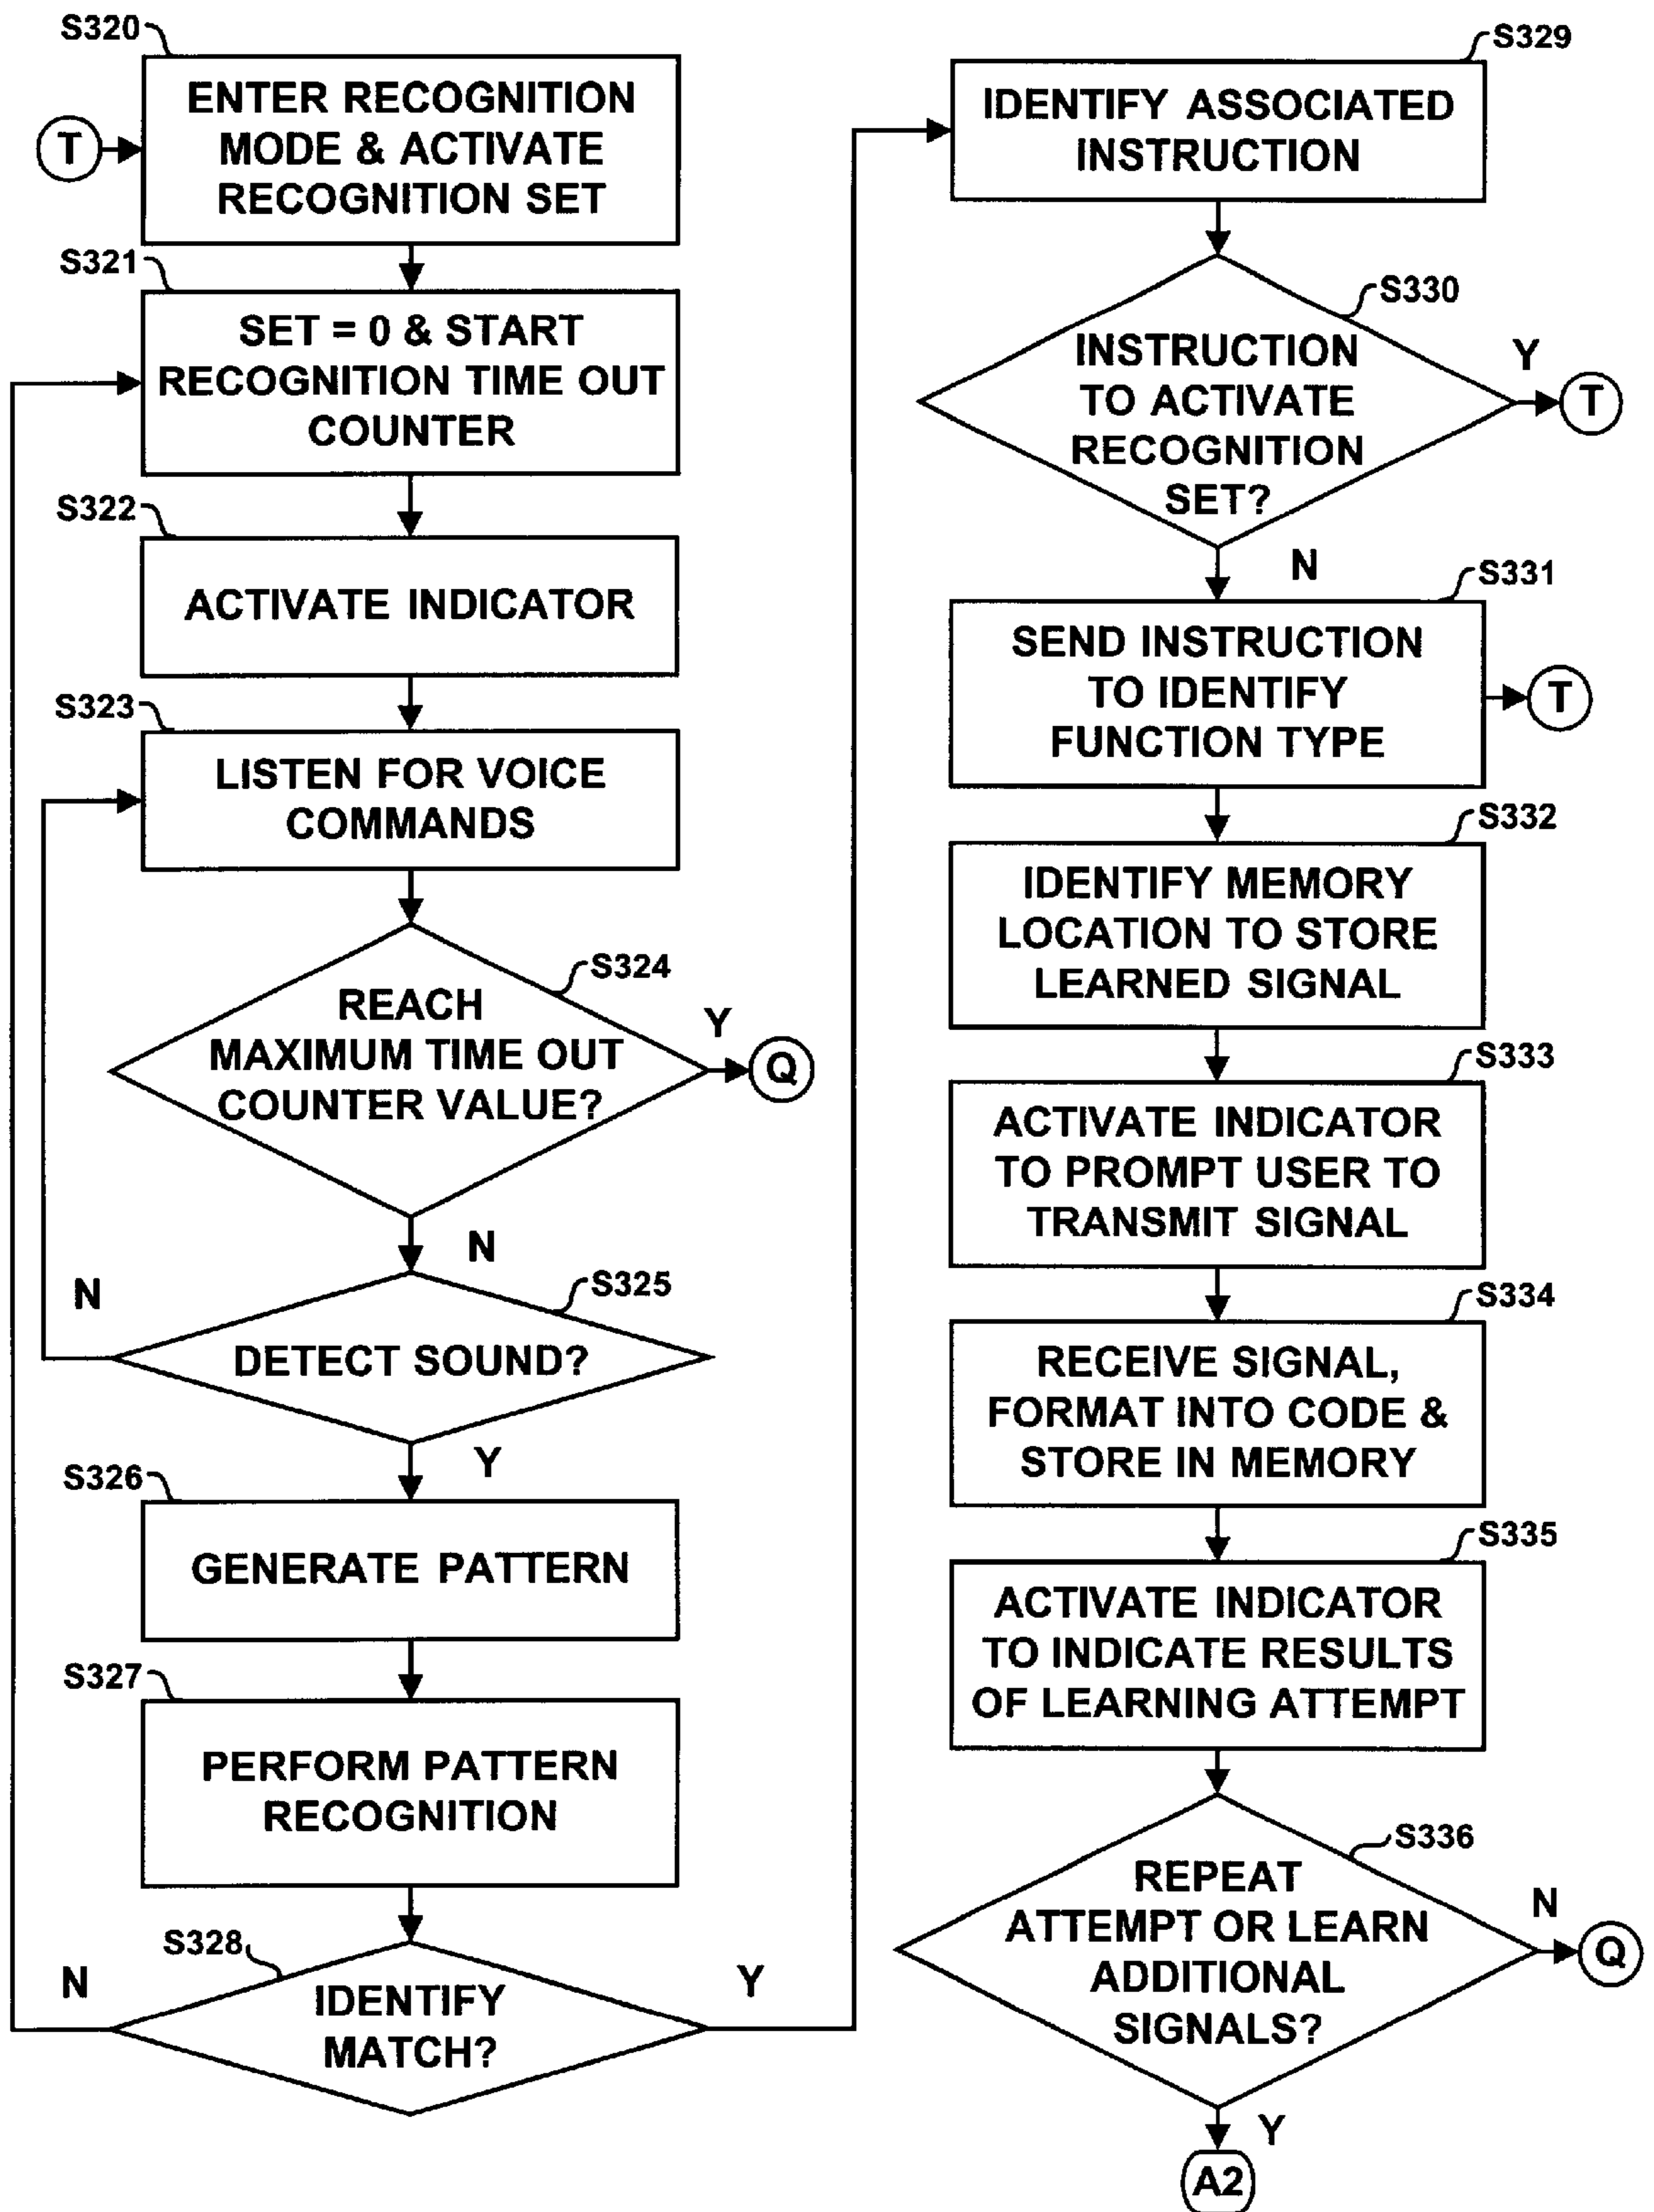 S320
ENTER RECOGNITION
MODE & ACTIVATE
RECOGNITION SET
T
S321
SET = 0 & START
RECOGNITION TIME OUT
COUNTER
S322
ACTIVATE INDICATOR
S323
LISTEN FOR VOICE
COMMANDS
S324
REACH
MAXIMUM TIME OUT
COUNTER VALUE?
Y
Q
N
S325
DETECT SOUND?
N
Y
S326
GENERATE PATTERN
S327
PERFORM PATTERN
RECOGNITION
S328
IDENTIFY
MATCH?
N
Y
S329
IDENTIFY ASSOCIATED
INSTRUCTION
S330
INSTRUCTION
TO ACTIVATE
RECOGNITION
SET?
Y
T
N
S331
SEND INSTRUCTION
TO IDENTIFY
FUNCTION TYPE
T
S332
IDENTIFY MEMORY
LOCATION TO STORE
LEARNED SIGNAL
S333
ACTIVATE INDICATOR
TO PROMPT USER TO
TRANSMIT SIGNAL
S334
RECEIVE SIGNAL,
FORMAT INTO CODE &
STORE IN MEMORY
S335
ACTIVATE INDICATOR
TO INDICATE RESULTS
OF LEARNING ATTEMPT
S336
REPEAT
ATTEMPT OR LEARN
ADDITIONAL
SIGNALS?
N
Q
Y
A2